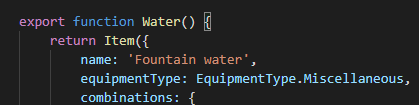 export function Water() {
return Item({
name: 'Fountain water',
equipmentType: EquipmentType.Miscellaneous,
combinations: {